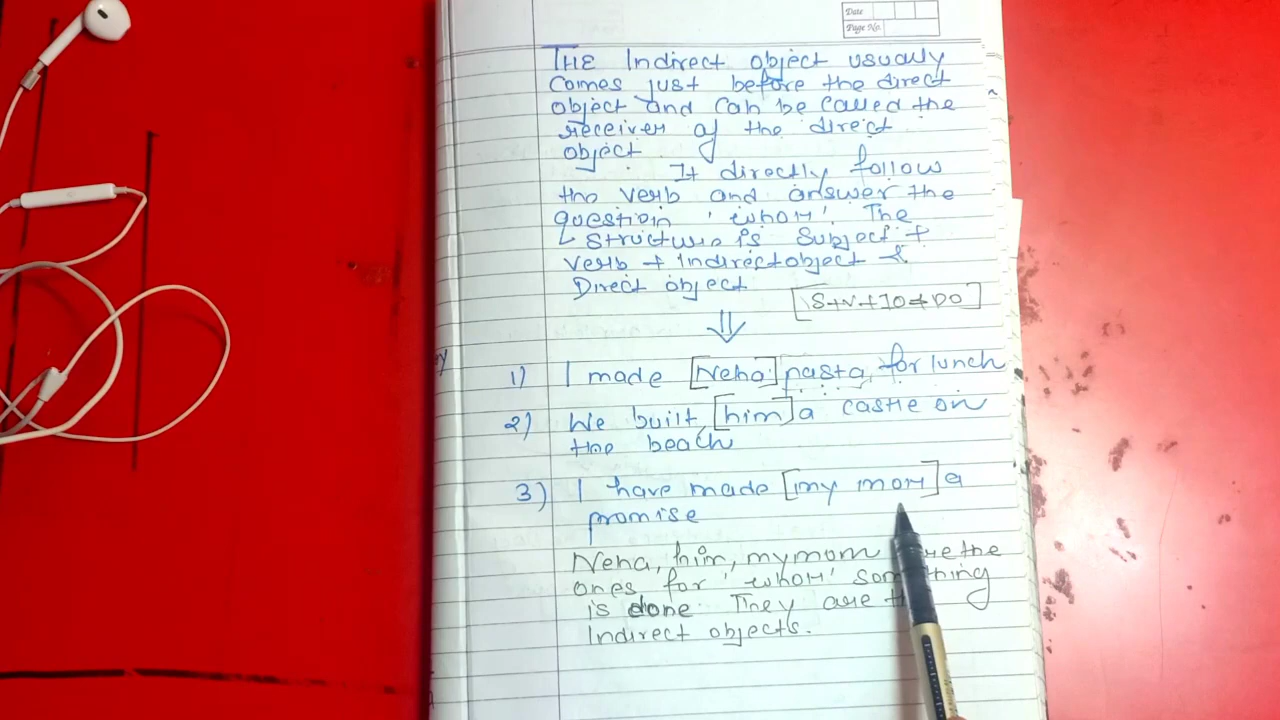 Date
Page No.
THE Indirect object usually
comes just before the direct
object and can be called the
receiver of the direct
object.
It directly follow
the verb and answer the
question 'whom'. The
structure is Subject +
verb + Indirect object +
Direct object
[S+V+IO+DO]
1) I made [Neha] pasta for lunch
2) We built [him] a castle on
the beach
3) I have made [my mom] a
promise
Neha, him, my mom are the
ones for 'whom' something
is done. They are the
Indirect objects.